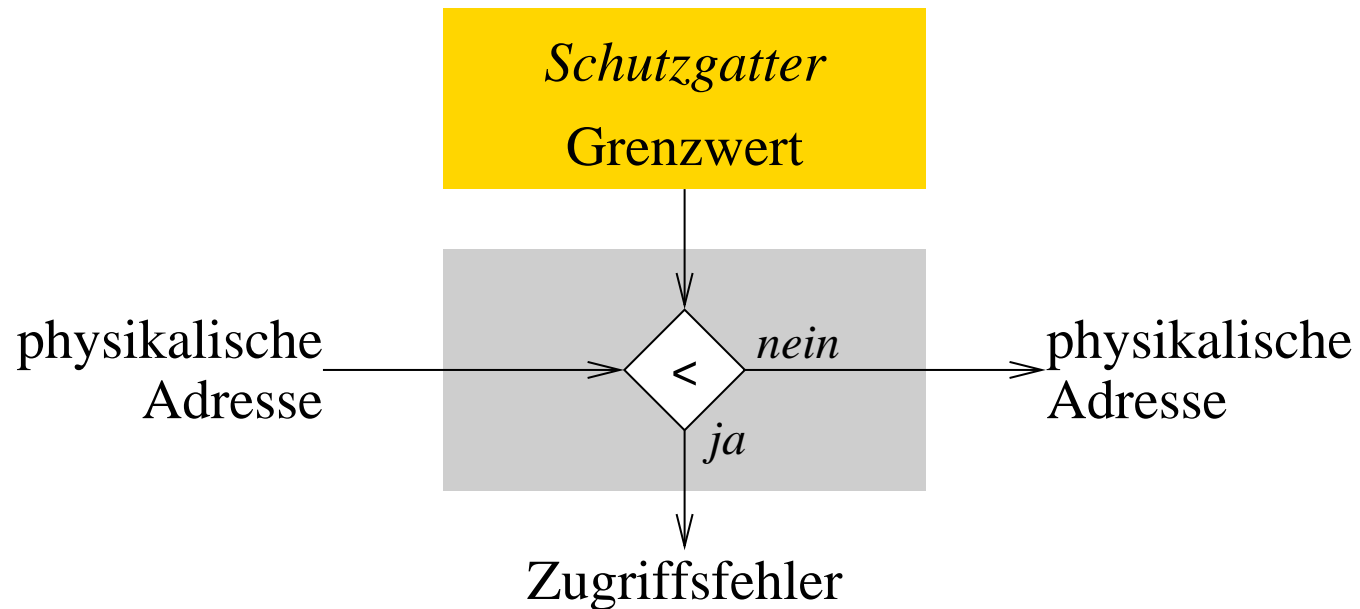 Schutzgatter
Grenzwert
physikalische
Adresse
<
nein
ja
physikalische
Adresse
Zugriffsfehler